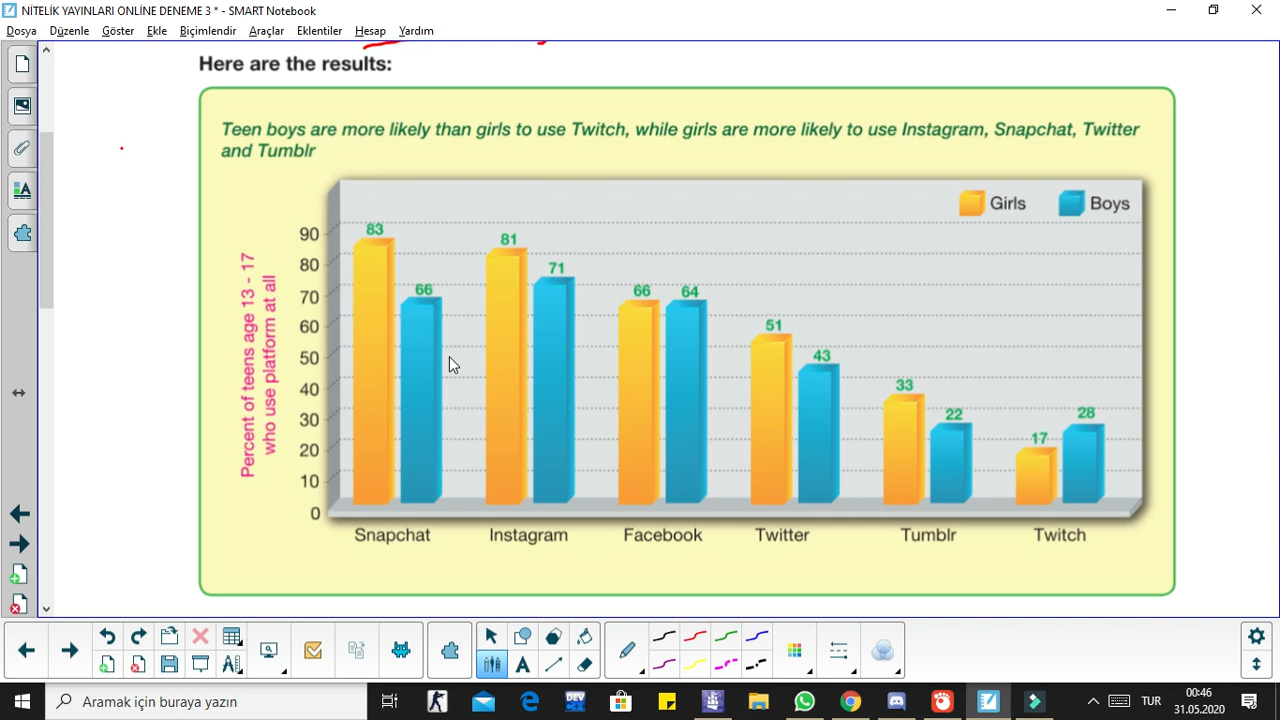 NİTELİK YAYINLARI ONLİNE DENEME 3 * - SMART Notebook
Dosya Düzenle Göster Ekle Biçimlendir Araçlar Eklentiler Hesap Yardım
Here are the results:
Teen boys are more likely than girls to use Twitch, while girls are more likely to use Instagram, Snapchat, Twitter
and Tumblr
Girls Boys
Percent of teens age 13 - 17
who use platform at all
90
80
70
60
50
40
30
20
10
0
83 66 81 71 66 64 51 43 33 22 17 28
Snapchat Instagram Facebook Twitter Tumblr Twitch
Aramak için buraya yazın
DEV
TUR
00:46
31.05.2020